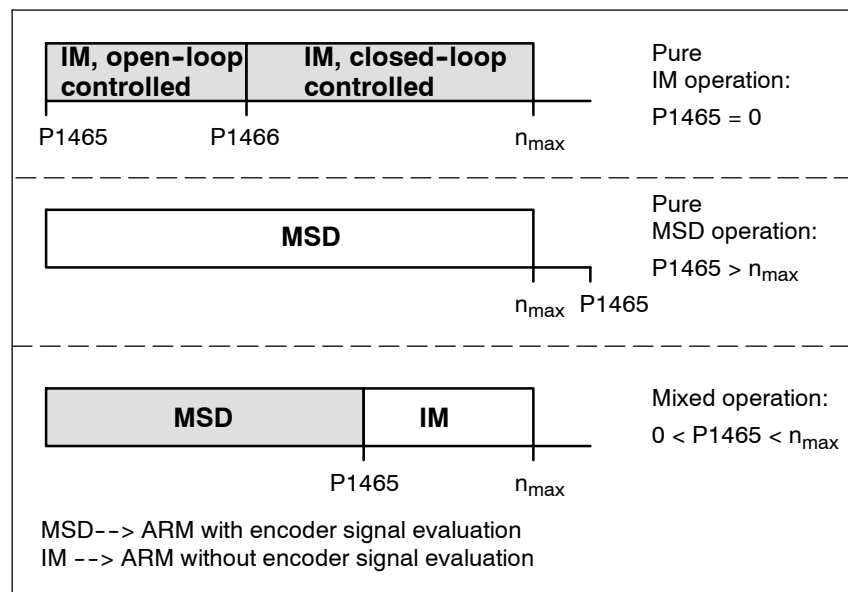 IM, open-loop controlled
IM, closed-loop controlled
P1465
P1466
nmax
Pure
IM operation:
P1465 = 0
MSD
nmax
P1465
Pure
MSD operation:
P1465 > nmax
MSD
IM
P1465
nmax
Mixed operation:
0 < P1465 < nmax
MSD--> ARM with encoder signal evaluation
IM --> ARM without encoder signal evaluation